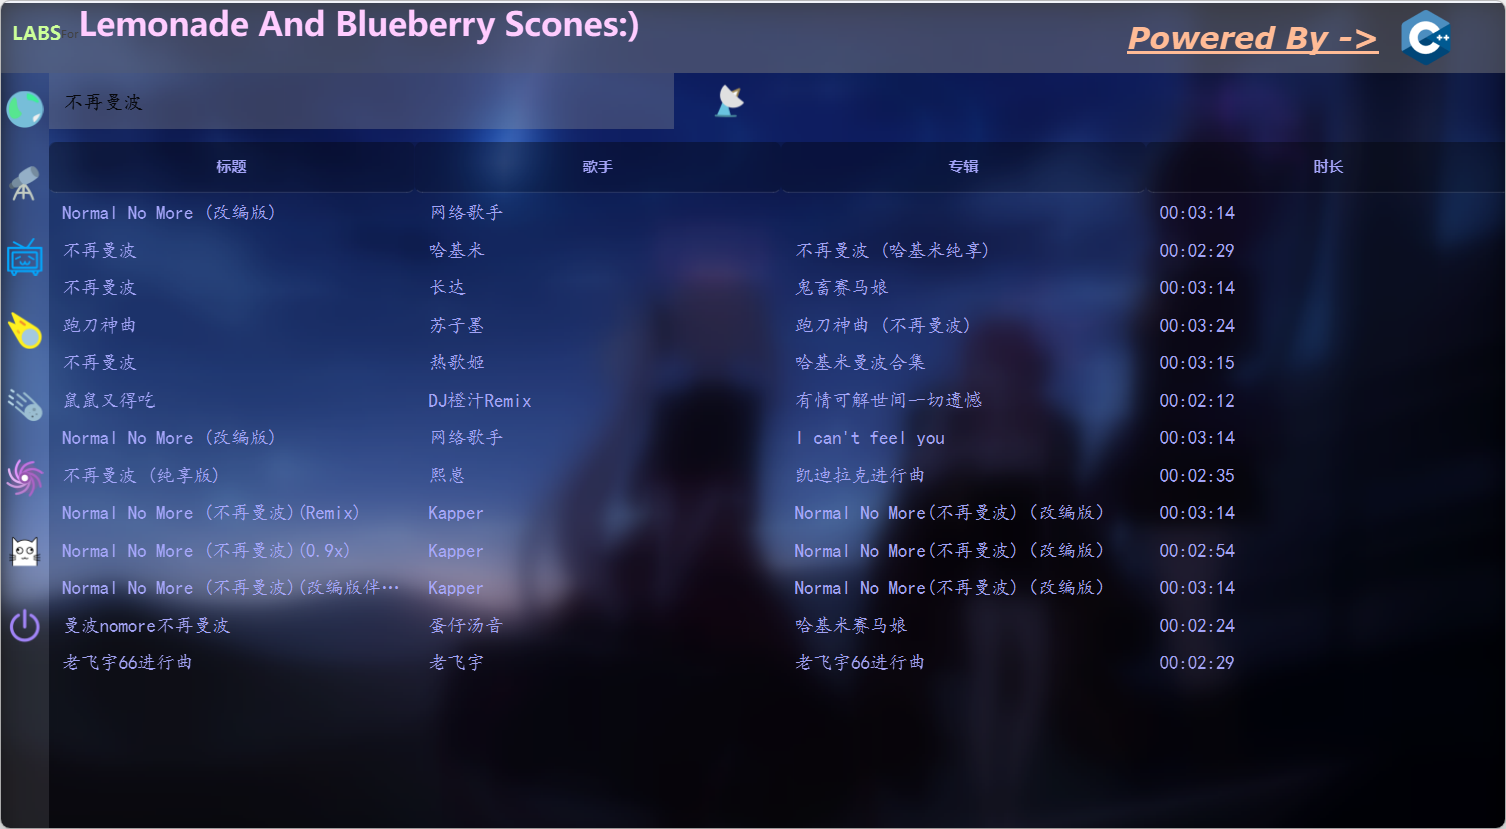 LABS For Lemonade And Blueberry Scones:)
Powered By -> C++
不再曼波
标题 歌手 专辑 时长
Normal No More (改编版) 网络歌手 00:03:14
不再曼波 哈基米 不再曼波 (哈基米纯享) 00:02:29
不再曼波 长达 鬼畜赛马娘 00:03:14
跑刀神曲 苏子墨 跑刀神曲 (不再曼波) 00:03:24
不再曼波 热歌姬 哈基米曼波合集 00:03:15
鼠鼠又得吃 DJ橙汁Remix 有情可解世间一切遗憾 00:02:12
Normal No More (改编版) 网络歌手 I can't feel you 00:03:14
不再曼波 (纯享版) 熙崽 凯迪拉克进行曲 00:02:35
Normal No More (不再曼波)(Remix) Kapper Normal No More(不再曼波) (改编版) 00:03:14
Normal No More (不再曼波)(0.9x) Kapper Normal No More(不再曼波) (改编版) 00:02:54
Normal No More (不再曼波)(改编版伴… Kapper Normal No More(不再曼波) (改编版) 00:03:14
曼波nomore不再曼波 蛋仔汤音 哈基米赛马娘 00:02:24
老飞宇66进行曲 老飞宇 老飞宇66进行曲 00:02:29